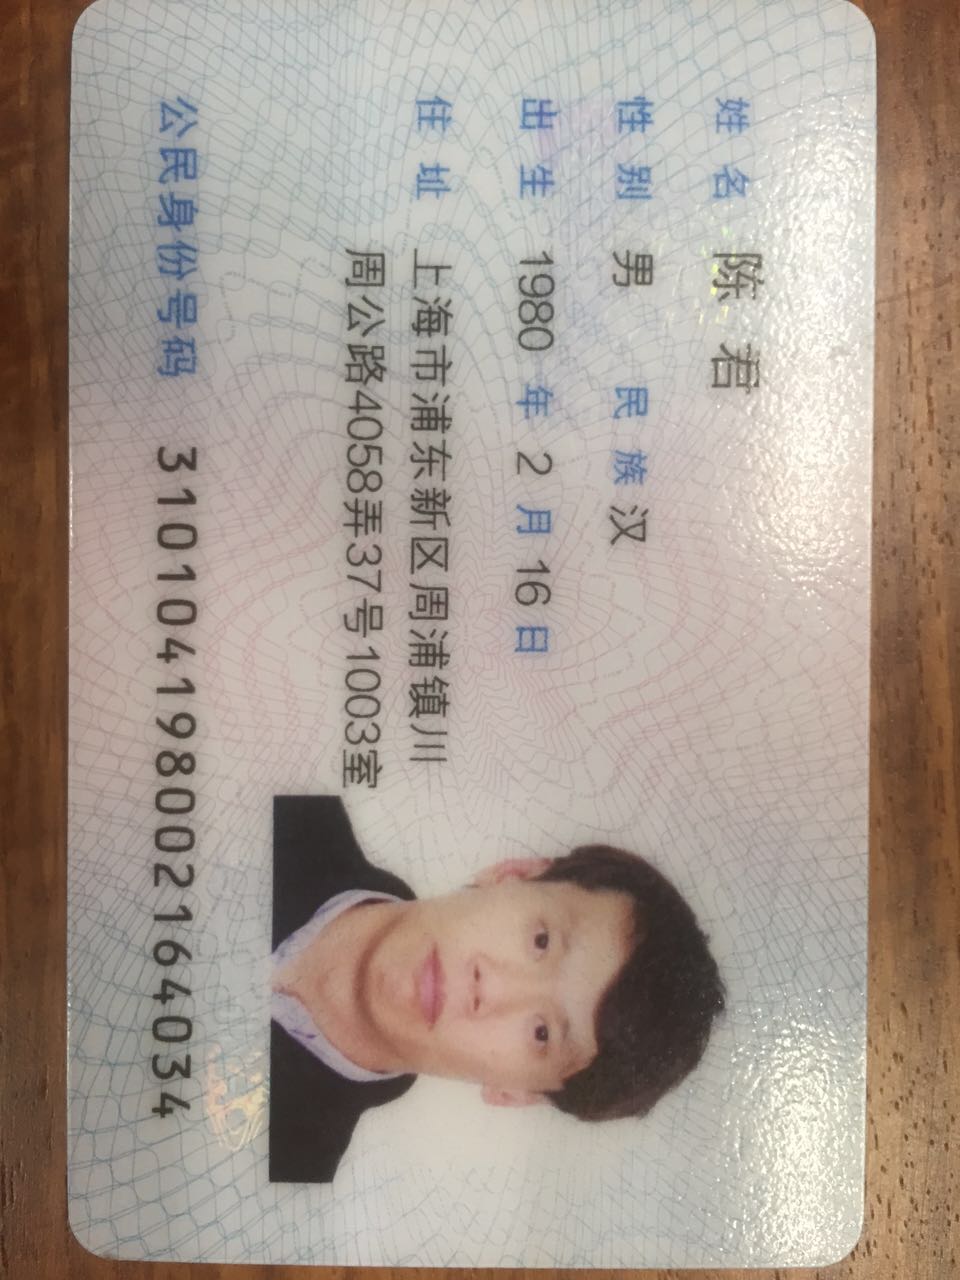 姓名 陈君
性别 男 民族 汉
出生 1980 年 2 月 16 日
住址 上海市浦东新区周浦镇川
周公路4058弄37号1003室
公民身份号码 310104198002164034